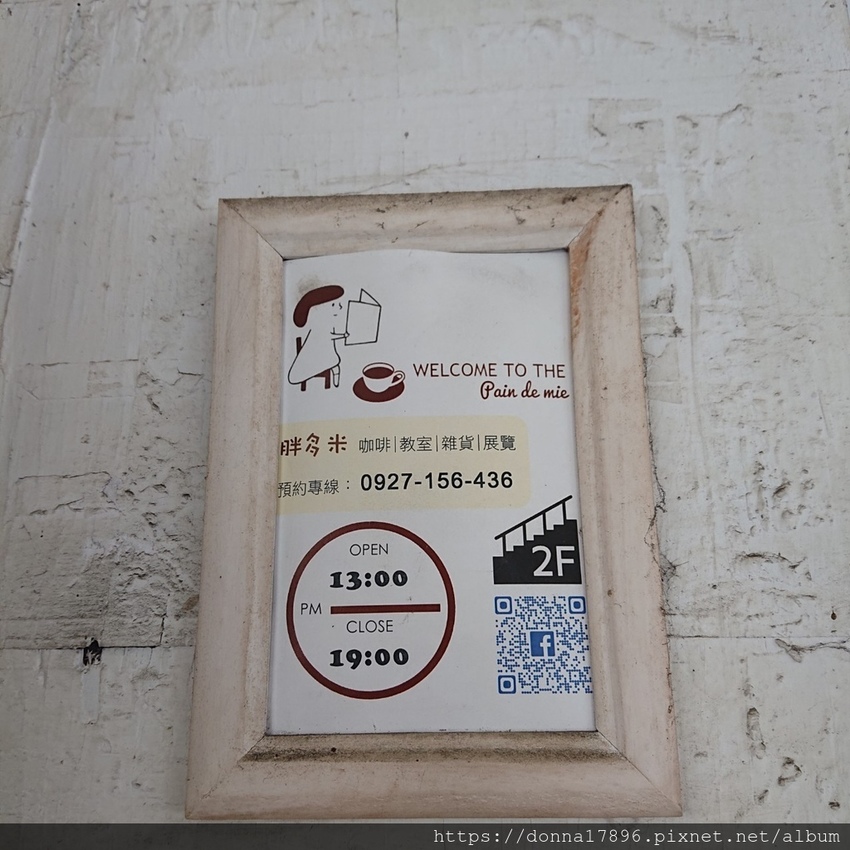 WELCOME TO THE
Pain de mie
胖多米 咖啡|教室|雜貨|展覽
預約專線： 0927-156-436
OPEN
13:00
PM
CLOSE
19:00
2F
f
https://donna17896.pixnet.net/album